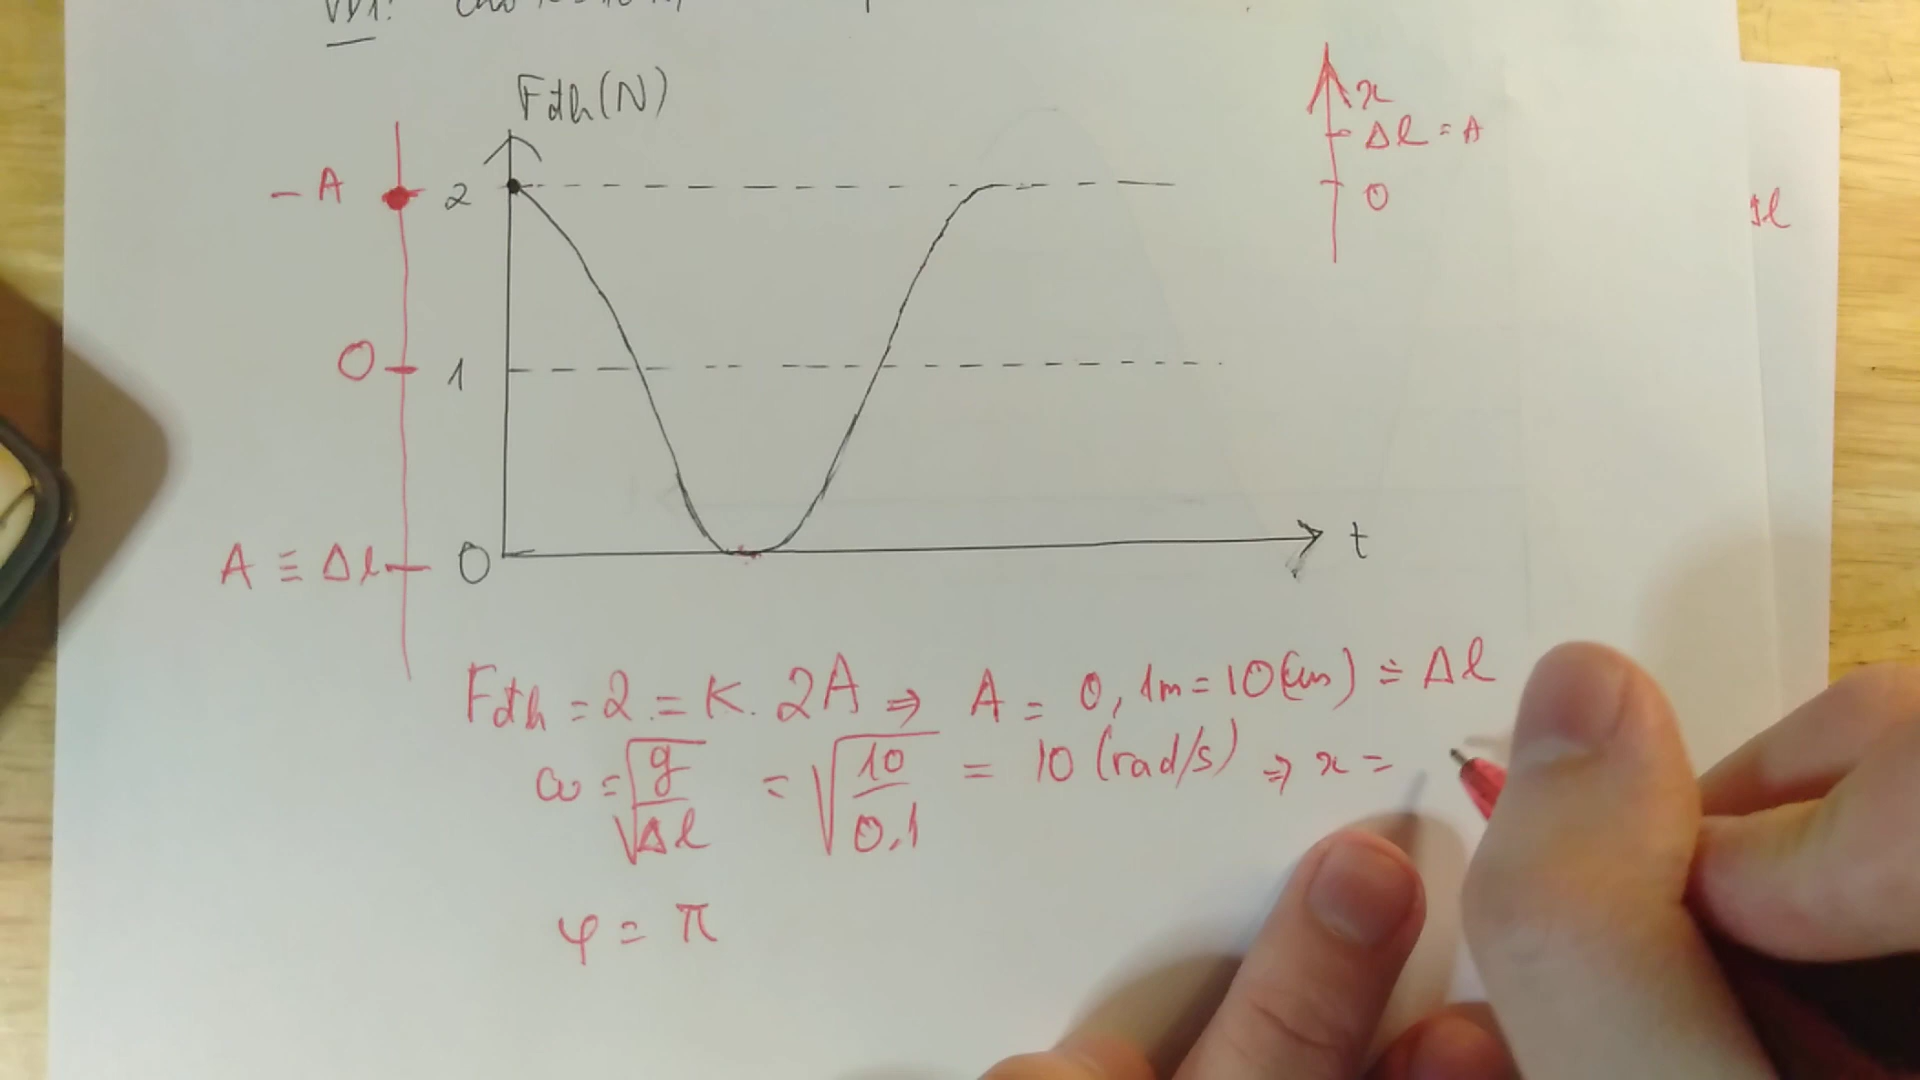 Fđh(N)
x
Δl = A
0
- A
2
0
1
A ≡ Δl
0
t
Fđh = 2 = K. 2A ⇒ A = 0,1m = 10(cm) = Δl
ω = √(g/Δl) = √(10/0,1) = 10 (rad/s) ⇒ x =
φ = π